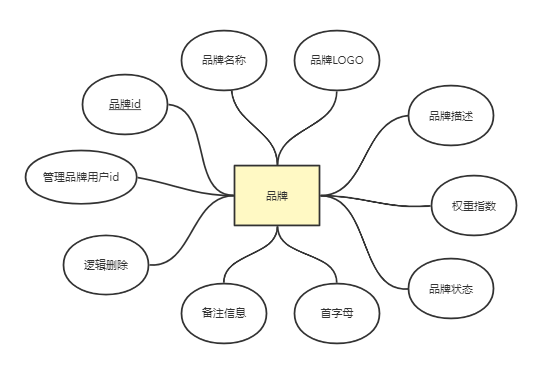 品牌名称
品牌LOGO
品牌id
品牌描述
管理品牌用户id
品牌
权重指数
逻辑删除
品牌状态
备注信息
首字母